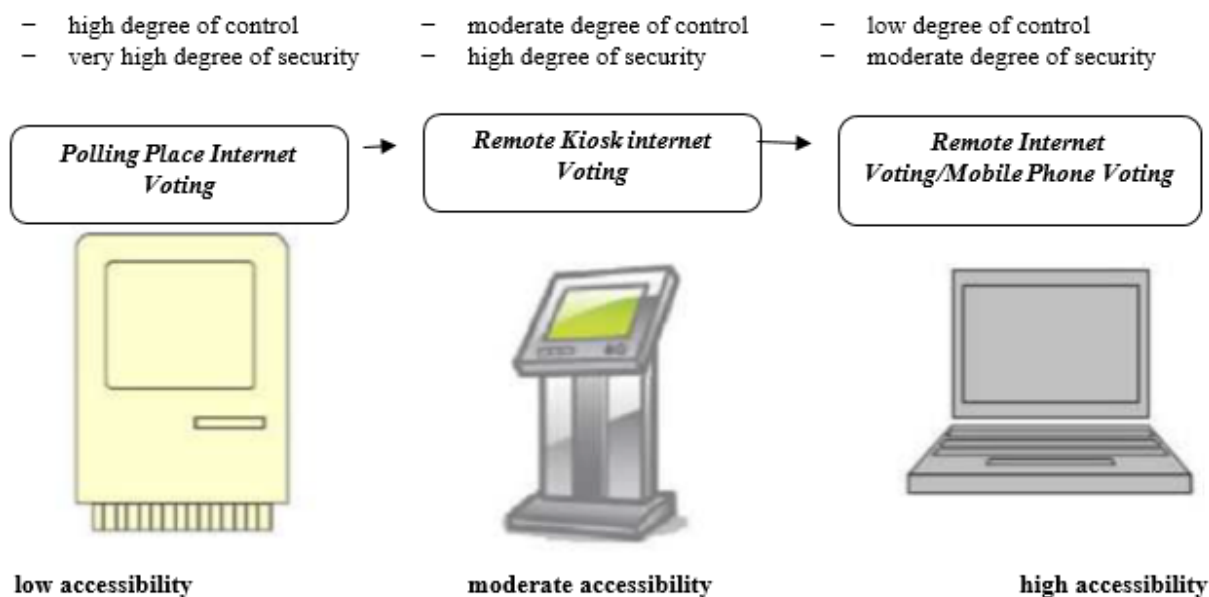 – high degree of control
– very high degree of security
– moderate degree of control
– high degree of security
– low degree of control
– moderate degree of security
Polling Place Internet
Voting
Remote Kiosk internet
Voting
Remote Internet
Voting/Mobile Phone Voting
low accessibility
moderate accessibility
high accessibility